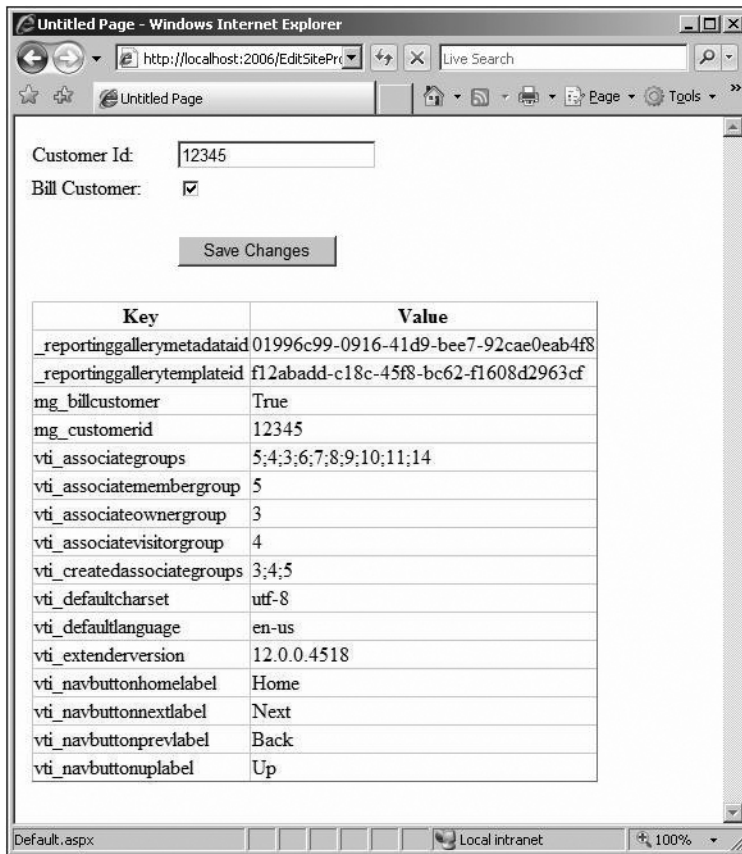 Untitled Page - Windows Internet Explorer
http://localhost:2006/EditSitePro
Live Search
Untitled Page
Page
Tools
»
Customer Id:
12345
Bill Customer:
Save Changes
Key Value
_reportinggallerymetadataid 01996c99-0916-41d9-bee7-92cae0eab4f8
_reportinggallerytemplateid f12abadd-c18c-45f8-bc62-f1608d2963cf
mg_billcustomer True
mg_customerid 12345
vti_associategroups 5;4;3;6;7;8;9;10;11;14
vti_associatemembergroup 5
vti_associateownergroup 3
vti_associatevisitorgroup 4
vti_createdassociategroups 3;4;5
vti_defaultcharset utf-8
vti_defaultlanguage en-us
vti_extenderversion 12.0.0.4518
vti_navbuttonhomelabel Home
vti_navbuttonnextlabel Next
vti_navbuttonprevlabel Back
vti_navbuttonuplabel Up
Default.aspx
Local intranet
100%